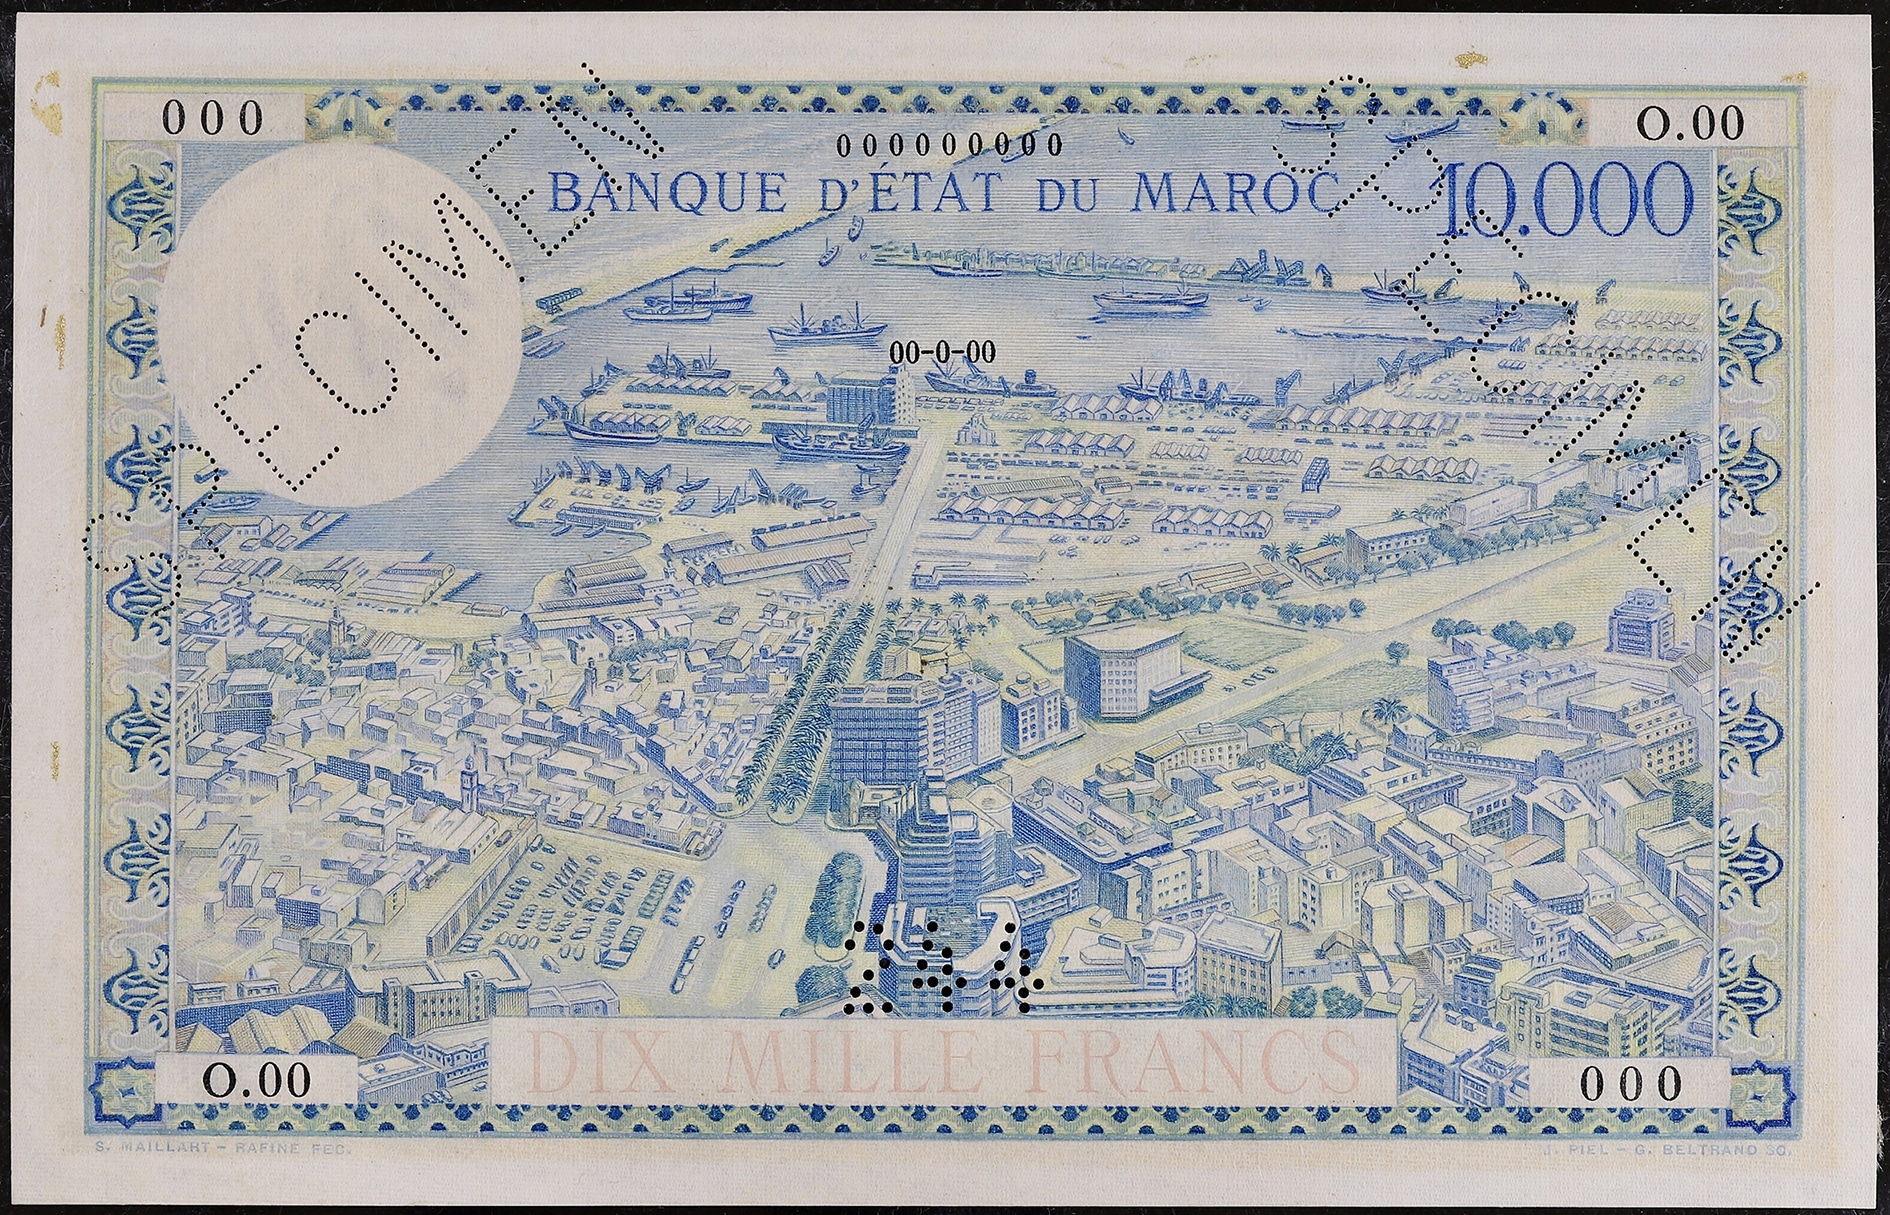 000
O.00
000000000
BANQUE D'ÉTAT DU MAROC
10.000
00-0-00
SPECIMEN
SPECIMEN
DIX MILLE FRANCS
O.00
000
S. MAILLART - RAFINE FEC.
J. PIEL - G. BELTRAND SC.